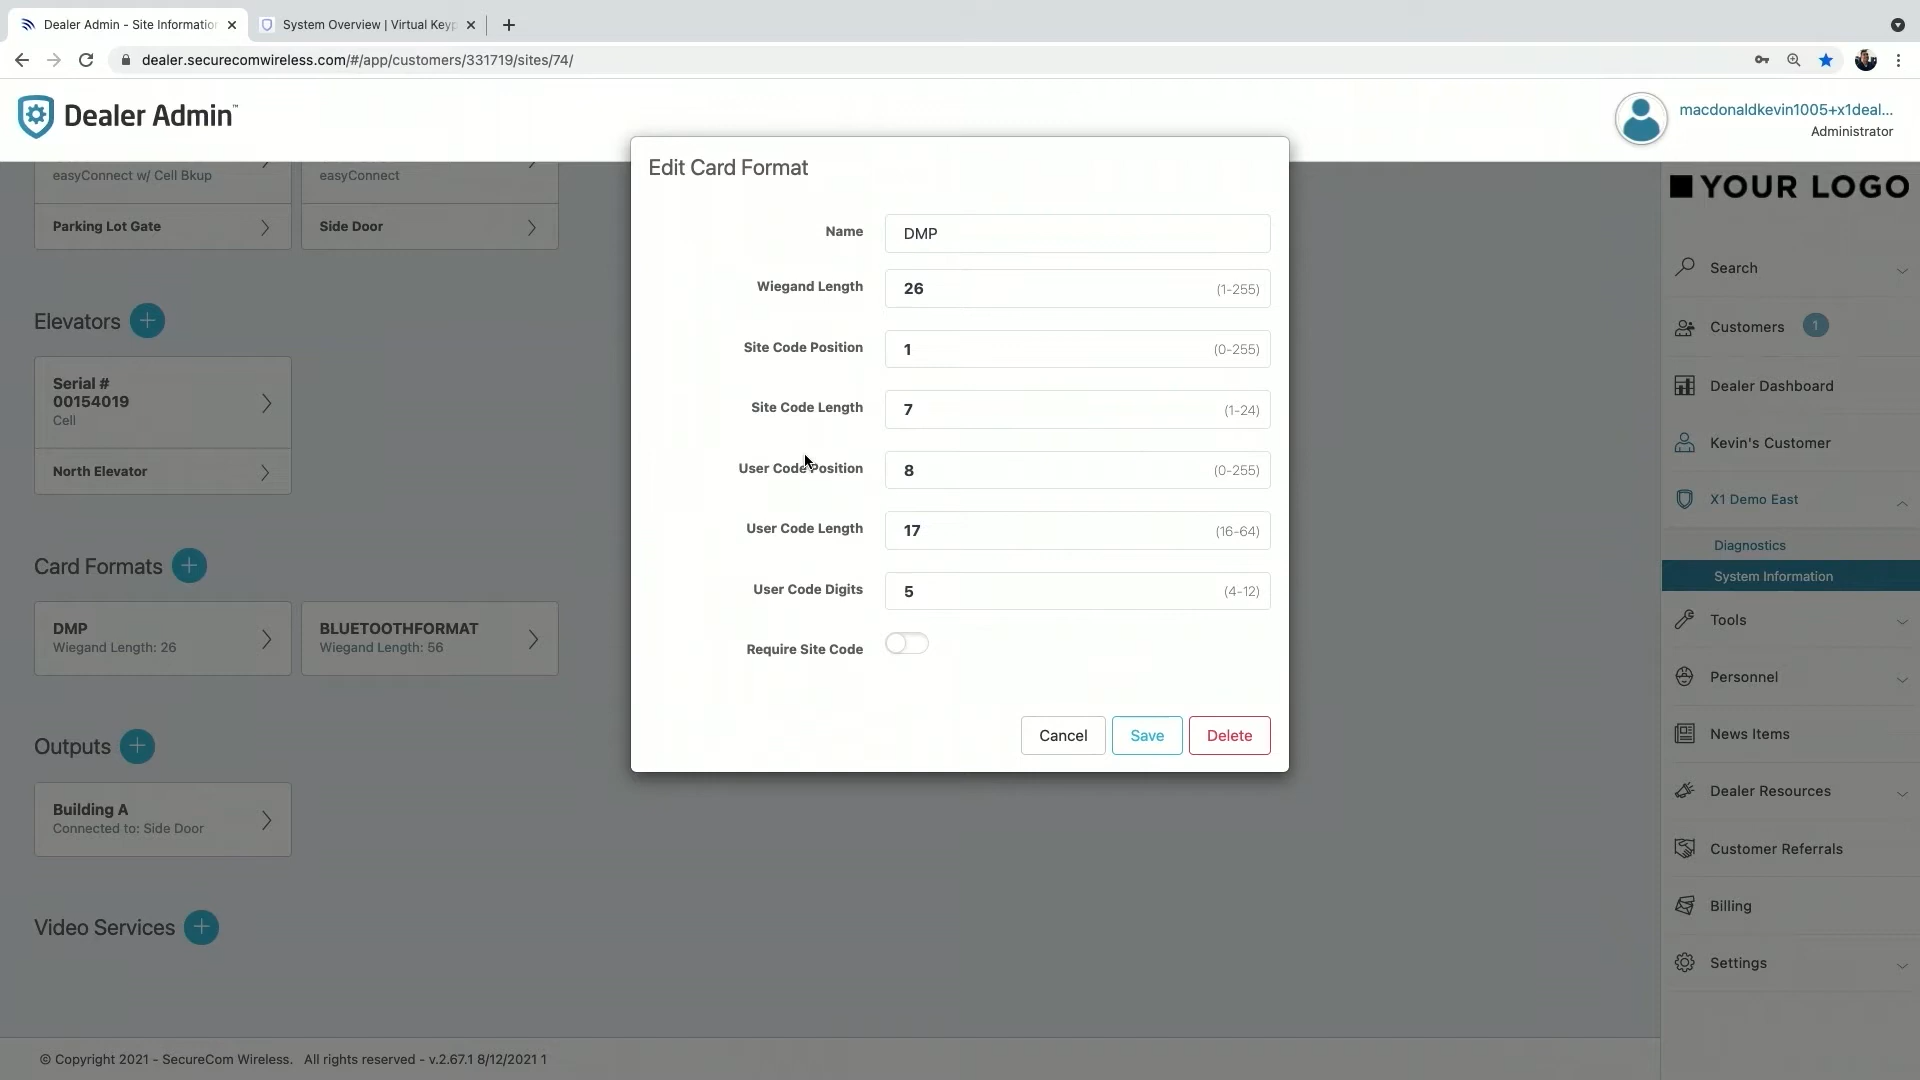 Dealer Admin - Site Information
System Overview | Virtual Keyp
dealer.securecomwireless.com/#/app/customers/331719/sites/74/
Dealer Admin™
macdonaldkevin1005+x1deal...
Administrator
easyConnect w/ Cell Bkup
easyConnect
Parking Lot Gate
Side Door
Elevators
Serial #
00154019
Cell
North Elevator
Card Formats
DMP
Wiegand Length: 26
BLUETOOTHFORMAT
Wiegand Length: 56
Outputs
Building A
Connected to: Side Door
Video Services
Edit Card Format
Name
DMP
Wiegand Length
26
(1-255)
Site Code Position
1
(0-255)
Site Code Length
7
(1-24)
User Code Position
8
(0-255)
User Code Length
17
(16-64)
User Code Digits
5
(4-12)
Require Site Code
Cancel
Save
Delete
YOUR LOGO
Search
Customers
1
Dealer Dashboard
Kevin's Customer
X1 Demo East
Diagnostics
System Information
Tools
Personnel
News Items
Dealer Resources
Customer Referrals
Billing
Settings
© Copyright 2021 - SecureCom Wireless. All rights reserved - v.2.67.1 8/12/2021 1